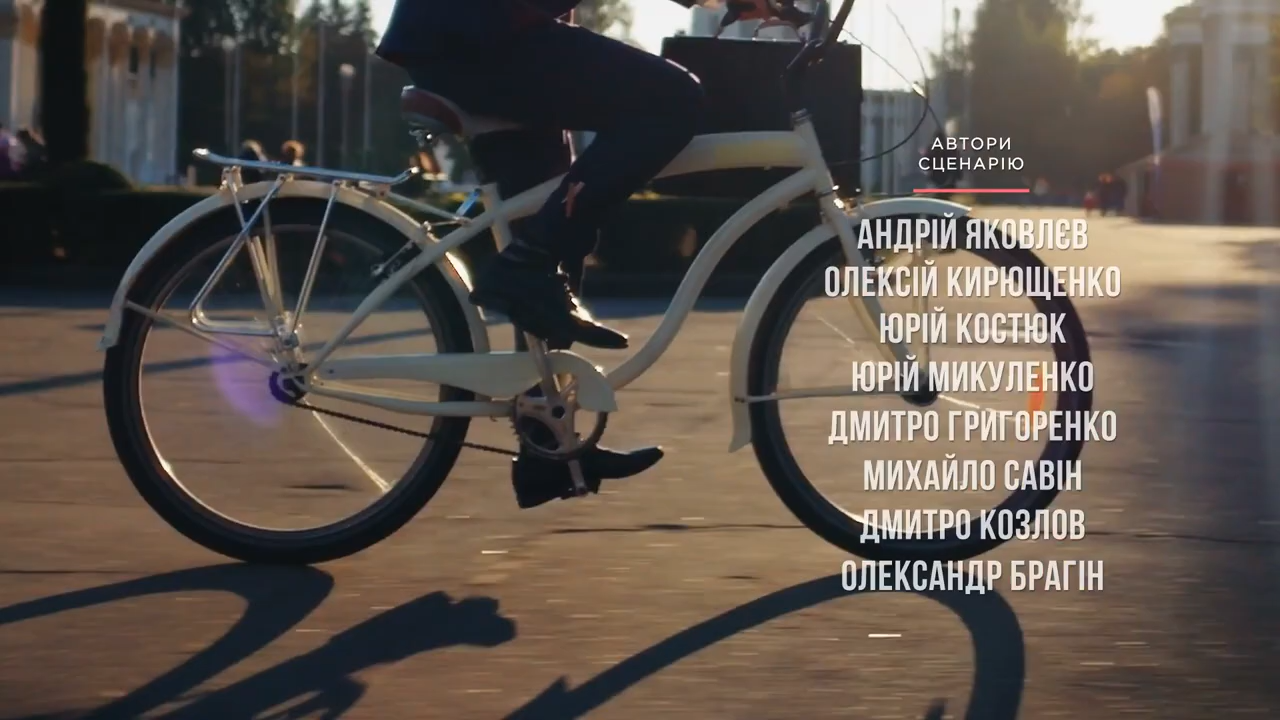 АВТОРИ
СЦЕНАРІЮ
АНДРІЙ ЯКОВЛЄВ
ОЛЕКСІЙ КИРЮЩЕНКО
ЮРІЙ КОСТЮК
ЮРІЙ МИКУЛЕНКО
ДМИТРО ГРИГОРЕНКО
МИХАЙЛО САВІН
ДМИТРО КОЗЛОВ
ОЛЕКСАНДР БРАГІН